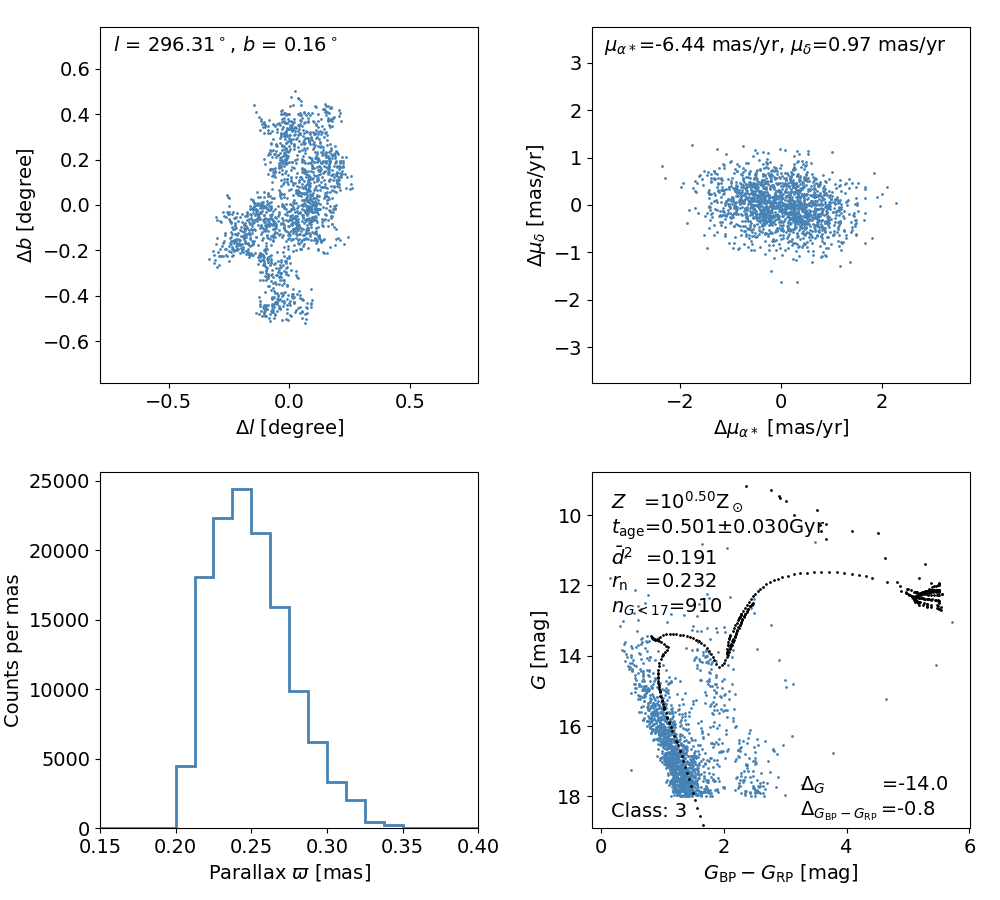 l = 296.31°, b = 0.16°
0.6
0.4
0.2
0.0
−0.2
−0.4
−0.6
Δb [degree]
−0.5 0.0 0.5
Δl [degree]
μα*=-6.44 mas/yr, μδ=0.97 mas/yr
3
2
1
0
−1
−2
−3
Δμδ [mas/yr]
−2 0 2
Δμα* [mas/yr]
25000
20000
15000
10000
5000
0
Counts per mas
0.15 0.20 0.25 0.30 0.35 0.40
Parallax ϖ [mas]
Z =10^0.50 Z⊙
t_age=0.501±0.030Gyr
d̄² =0.191
r_n =0.232
n_G<17=910
10
12
14
16
18
G [mag]
Δ_G =-14.0
Δ_G_BP−G_RP =-0.8
Class: 3
0 2 4 6
G_BP − G_RP [mag]